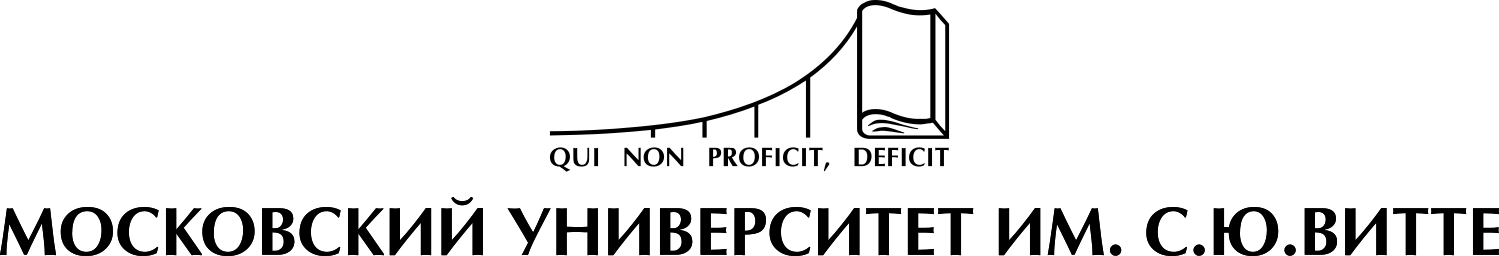 QUI NON PROFICIT, DEFICIT
МОСКОВСКИЙ УНИВЕРСИТЕТ ИМ. С.Ю.ВИТТЕ